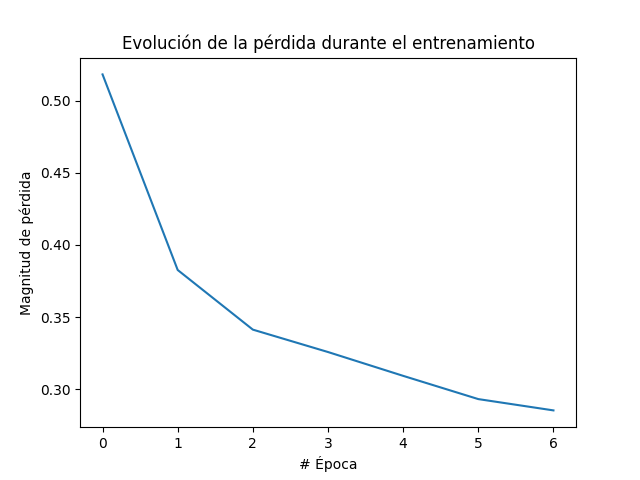 Evolución de la pérdida durante el entrenamiento
0.50
0.45
0.40
0.35
0.30
Magnitud de pérdida
0 1 2 3 4 5 6
# Época